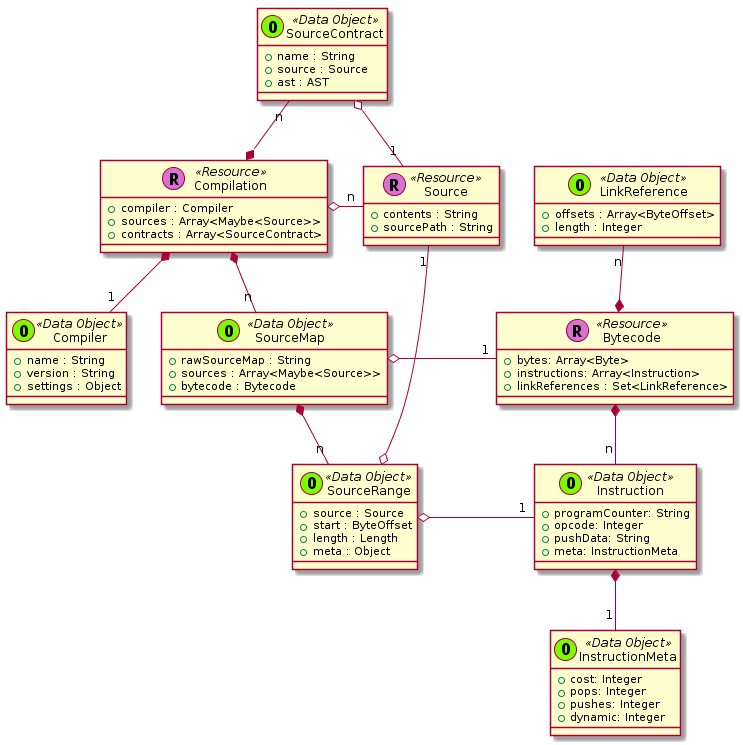 O «Data Object»
SourceContract
name : String
source : Source
ast : AST
n
1
R «Resource»
Compilation
compiler : Compiler
sources : Array<Maybe<Source>>
contracts : Array<SourceContract>
n
R «Resource»
Source
contents : String
sourcePath : String
O «Data Object»
LinkReference
offsets : Array<ByteOffset>
length : Integer
1
n
1
n
O «Data Object»
Compiler
name : String
version : String
settings : Object
O «Data Object»
SourceMap
rawSourceMap : String
sources : Array<Maybe<Source>>
bytecode : Bytecode
1
R «Resource»
Bytecode
bytes: Array<Byte>
instructions: Array<Instruction>
linkReferences : Set<LinkReference>
n
n
O «Data Object»
SourceRange
source : Source
start : ByteOffset
length : Length
meta : Object
1
O «Data Object»
Instruction
programCounter: String
opcode: Integer
pushData: String
meta: InstructionMeta
1
O «Data Object»
InstructionMeta
cost: Integer
pops: Integer
pushes: Integer
dynamic: Integer